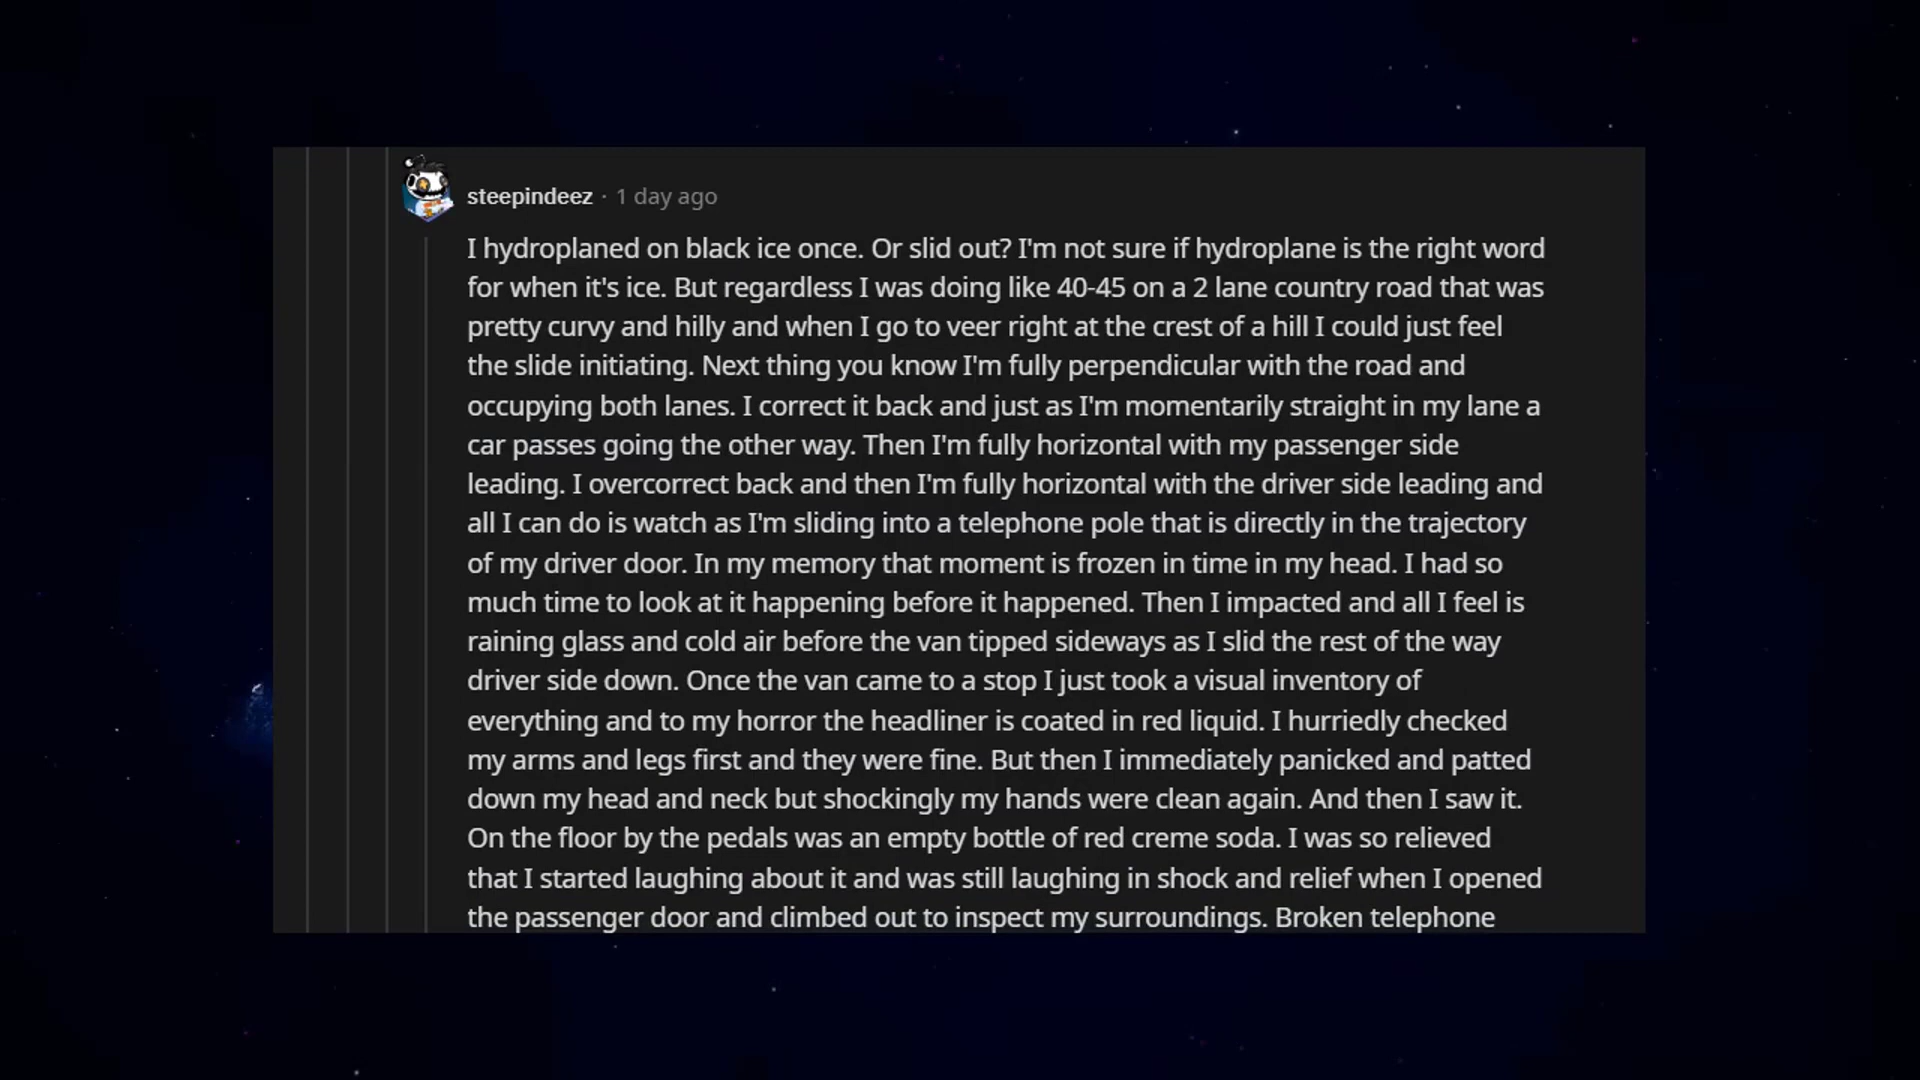 steepindeez · 1 day ago
I hydroplaned on black ice once. Or slid out? I'm not sure if hydroplane is the right word
for when it's ice. But regardless I was doing like 40-45 on a 2 lane country road that was
pretty curvy and hilly and when I go to veer right at the crest of a hill I could just feel
the slide initiating. Next thing you know I'm fully perpendicular with the road and
occupying both lanes. I correct it back and just as I'm momentarily straight in my lane a
car passes going the other way. Then I'm fully horizontal with my passenger side
leading. I overcorrect back and then I'm fully horizontal with the driver side leading and
all I can do is watch as I'm sliding into a telephone pole that is directly in the trajectory
of my driver door. In my memory that moment is frozen in time in my head. I had so
much time to look at it happening before it happened. Then I impacted and all I feel is
raining glass and cold air before the van tipped sideways as I slid the rest of the way
driver side down. Once the van came to a stop I just took a visual inventory of
everything and to my horror the headliner is coated in red liquid. I hurriedly checked
my arms and legs first and they were fine. But then I immediately panicked and patted
down my head and neck but shockingly my hands were clean again. And then I saw it.
On the floor by the pedals was an empty bottle of red creme soda. I was so relieved
that I started laughing about it and was still laughing in shock and relief when I opened
the passenger door and climbed out to inspect my surroundings. Broken telephone